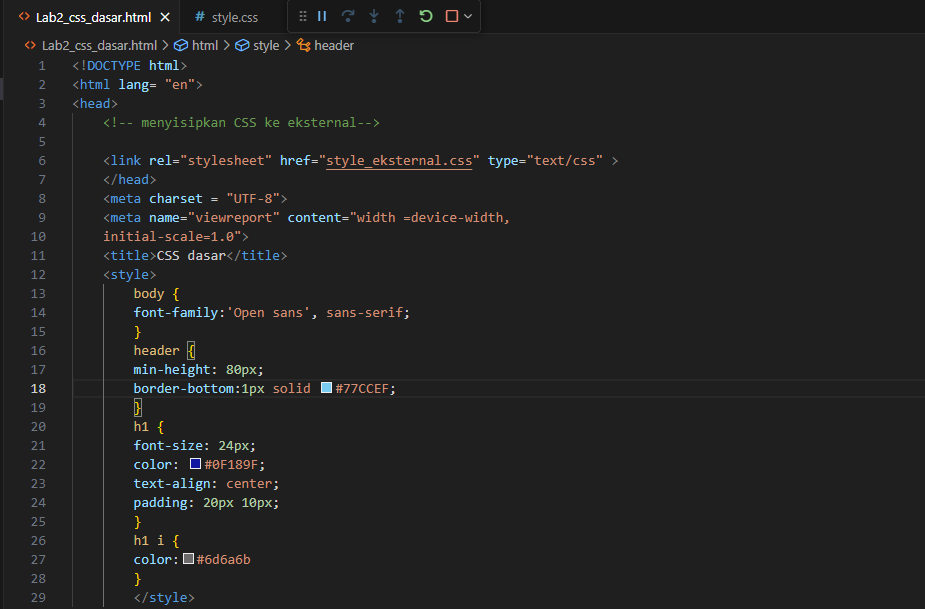 Lab2_css_dasar.html
# style.css
Lab2_css_dasar.html > html > style > header
1 <!DOCTYPE html>
2 <html lang= "en">
3 <head>
4 <!-- menyisipkan CSS ke eksternal-->
5
6 <link rel="stylesheet" href="style_eksternal.css" type="text/css" >
7 </head>
8 <meta charset = "UTF-8">
9 <meta name="viewreport" content="width =device-width,
10 initial-scale=1.0">
11 <title>CSS dasar</title>
12 <style>
13 body {
14 font-family:'Open sans', sans-serif;
15 }
16 header {
17 min-height: 80px;
18 border-bottom:1px solid #77CCEF;
19 }
20 h1 {
21 font-size: 24px;
22 color: #0F189F;
23 text-align: center;
24 padding: 20px 10px;
25 }
26 h1 i {
27 color:#6d6a6b
28 }
29 </style>